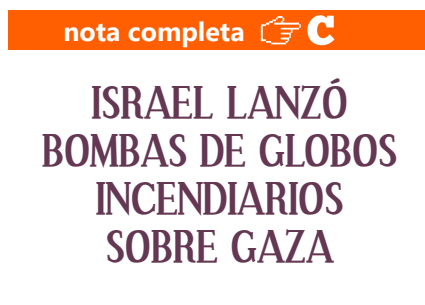 nota completa C
ISRAEL LANZÓ
BOMBAS DE GLOBOS
INCENDIARIOS
SOBRE GAZA